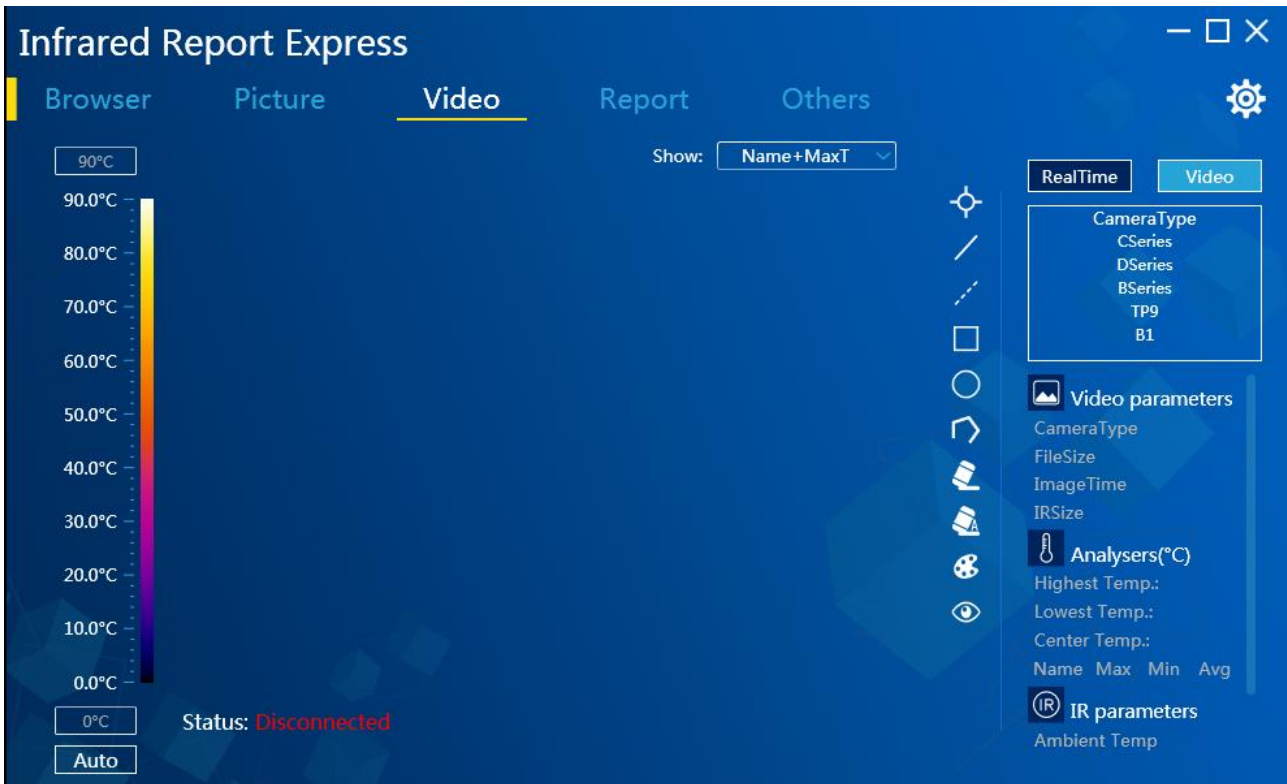 Infrared Report Express
Browser Picture Video Report Others
90°C
Show: Name+MaxT
90.0°C
80.0°C
70.0°C
60.0°C
50.0°C
40.0°C
30.0°C
20.0°C
10.0°C
0.0°C
0°C
Auto
Status: Disconnected
A
RealTime Video
CameraType
CSeries
DSeries
BSeries
TP9
B1
Video parameters
CameraType
FileSize
ImageTime
IRSize
Analysers(°C)
Highest Temp.:
Lowest Temp.:
Center Temp.:
Name Max Min Avg
IR IR parameters
Ambient Temp